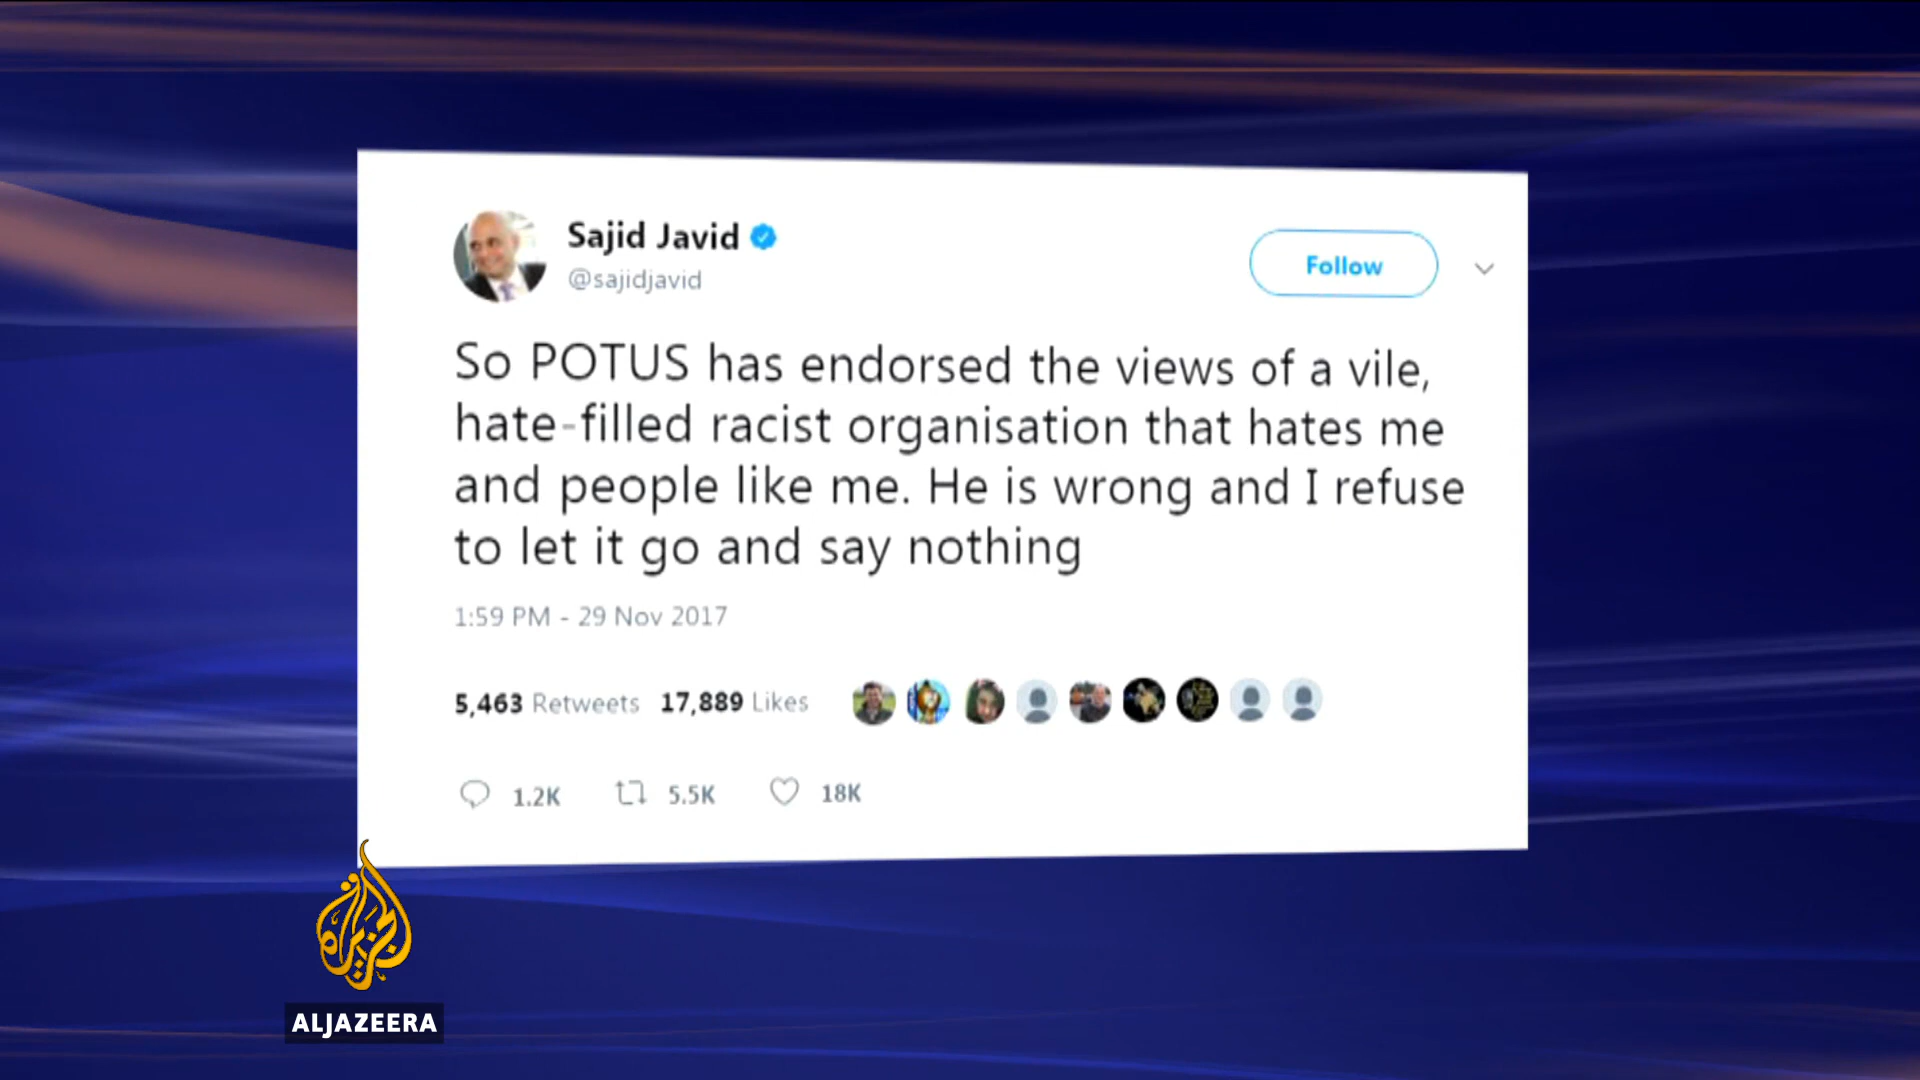 Sajid Javid
@sajidjavid
Follow
So POTUS has endorsed the views of a vile,
hate-filled racist organisation that hates me
and people like me. He is wrong and I refuse
to let it go and say nothing
1:59 PM - 29 Nov 2017
5,463 Retweets 17,889 Likes
1.2K 5.5K 18K
الجزيرة
ALJAZEERA